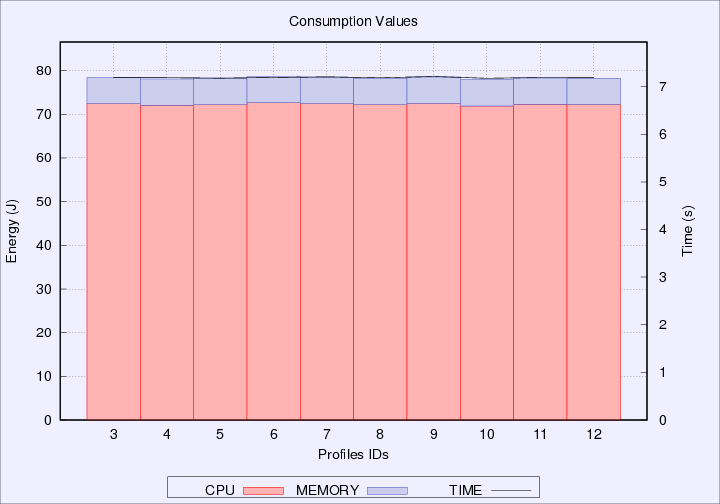 Consumption Values
80
70
60
50
40
30
20
10
0
Energy (J)
7
6
5
4
3
2
1
0
Time (s)
3 4 5 6 7 8 9 10 11 12
Profiles IDs
CPU MEMORY TIME